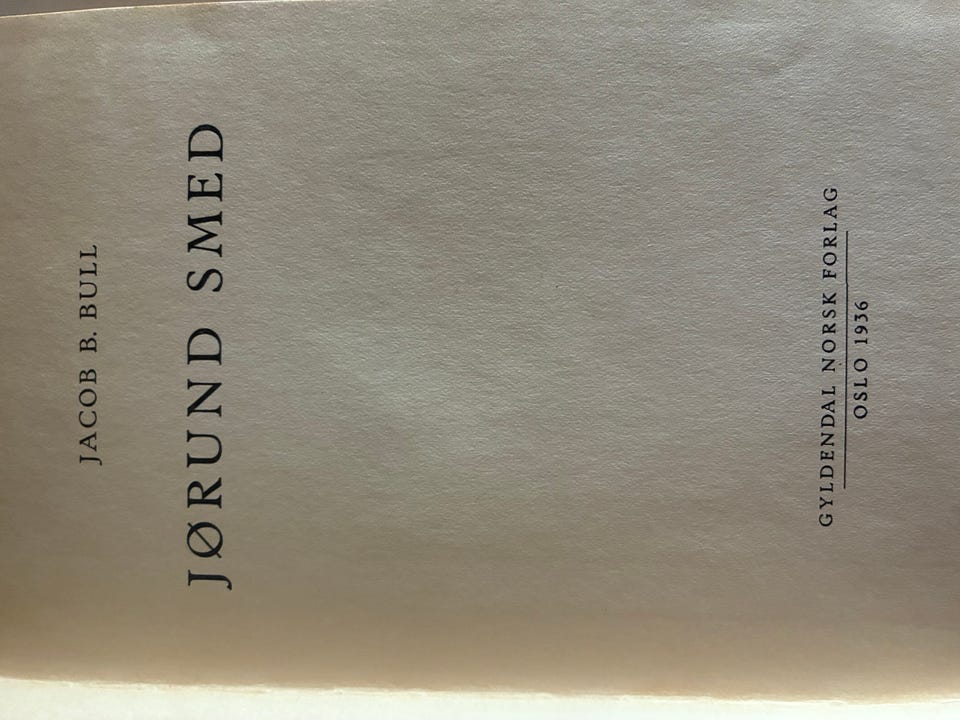 JACOB B. BULL
JØRUND SMED
GYLDENDAL NORSK FORLAG
OSLO 1936